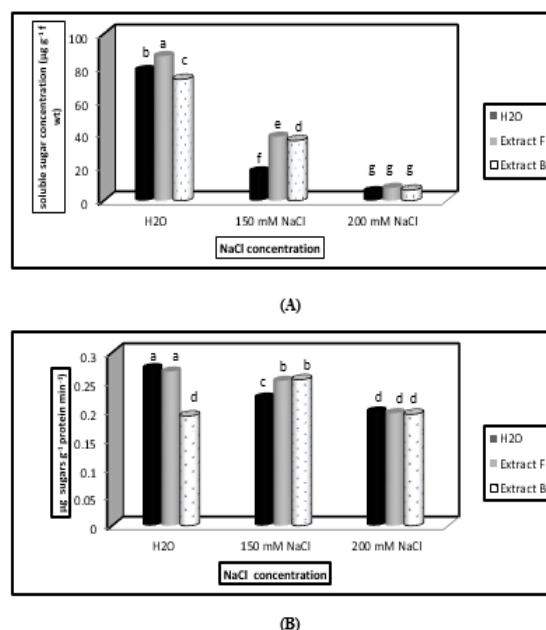 soluble sugar concentration (µg g⁻¹ f wt)
100
80
60
40
20
0
b a c
f e d
g g g
H2O 150 mM NaCl 200 mM NaCl
NaCl concentration
H2O
Extract F
Extract B
(A)
µg sugars g⁻¹ protein min⁻¹)
0.3
0.25
0.2
0.15
0.1
0.05
0
a a d
c b b
d d d
H2O 150 mM NaCl 200 mM NaCl
NaCl concentration
H2O
Extract F
Extract B
(B)